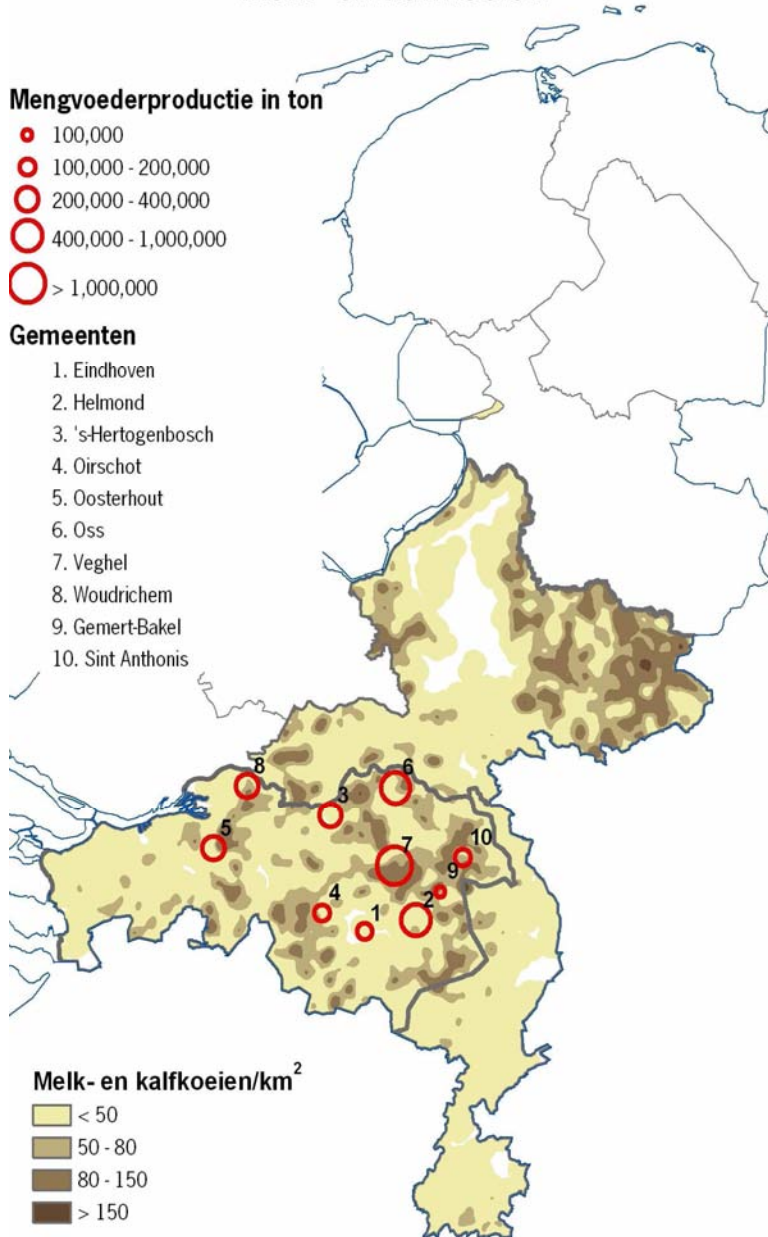 Mengvoederproductie in ton
100,000
100,000 - 200,000
200,000 - 400,000
400,000 - 1,000,000
> 1,000,000
Gemeenten
1. Eindhoven
2. Helmond
3. 's-Hertogenbosch
4. Oirschot
5. Oosterhout
6. Oss
7. Veghel
8. Woudrichem
9. Gemert-Bakel
10. Sint Anthonis
8
6
3
5
7
10
9
4
2
1
Melk- en kalfkoeien/km²
< 50
50 - 80
80 - 150
> 150